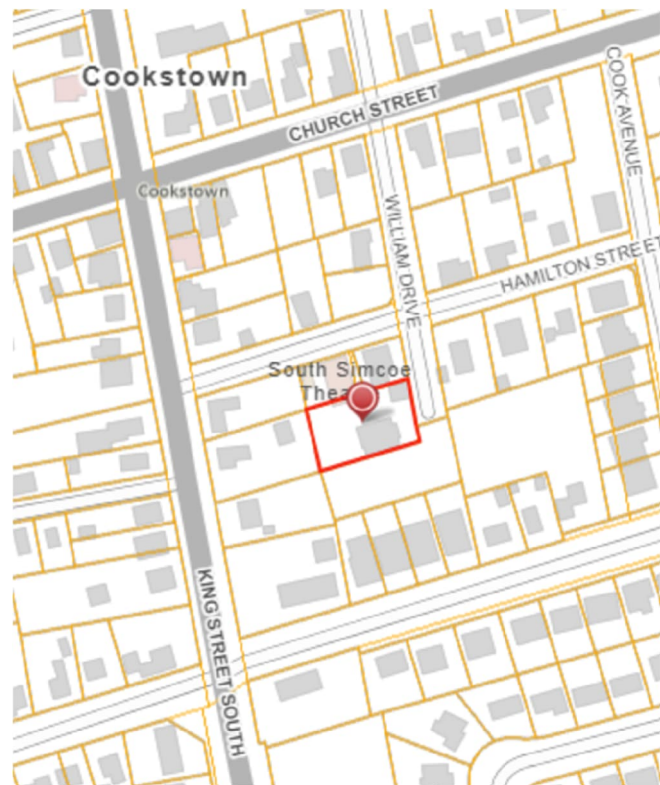 Cookstown
CHURCH STREET
COOK AVENUE
Cookstown
WILLIAM DRIVE
HAMILTON STREET
South Simcoe
KING STREET SOUTH